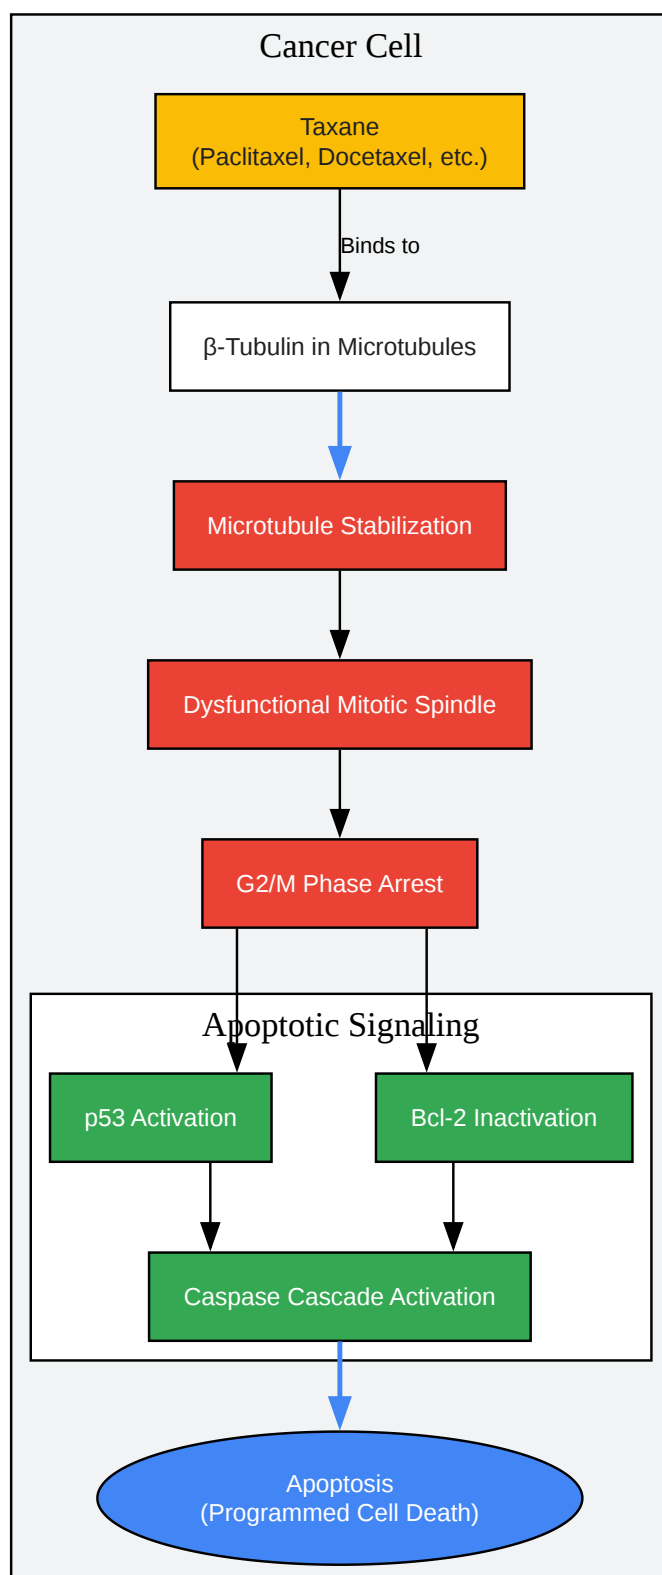 Cancer Cell
Taxane
(Paclitaxel, Docetaxel, etc.)
Binds to
β-Tubulin in Microtubules
Microtubule Stabilization
Dysfunctional Mitotic Spindle
G2/M Phase Arrest
Apoptotic Signaling
p53 Activation
Bcl-2 Inactivation
Caspase Cascade Activation
Apoptosis
(Programmed Cell Death)